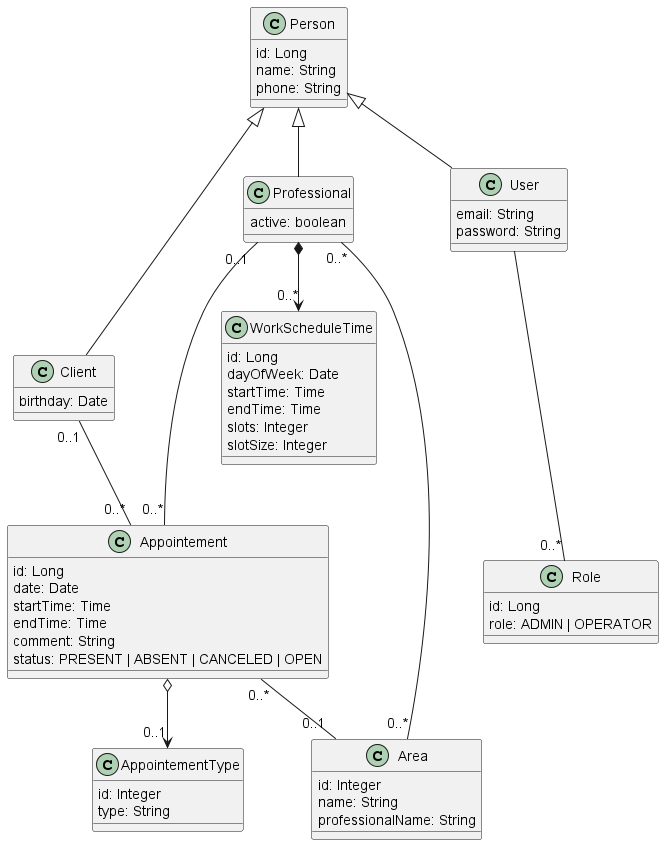 C Person
id: Long
name: String
phone: String
C Professional
active: boolean
C User
email: String
password: String
0..1
0..*
0..*
C WorkScheduleTime
id: Long
dayOfWeek: Date
startTime: Time
endTime: Time
slots: Integer
slotSize: Integer
C Client
birthday: Date
0..1
0..*
0..*
0..*
C Appointement
id: Long
date: Date
startTime: Time
endTime: Time
comment: String
status: PRESENT | ABSENT | CANCELED | OPEN
C Role
id: Long
role: ADMIN | OPERATOR
0..*
0..1
0..1
0..*
C AppointementType
id: Integer
type: String
C Area
id: Integer
name: String
professionalName: String